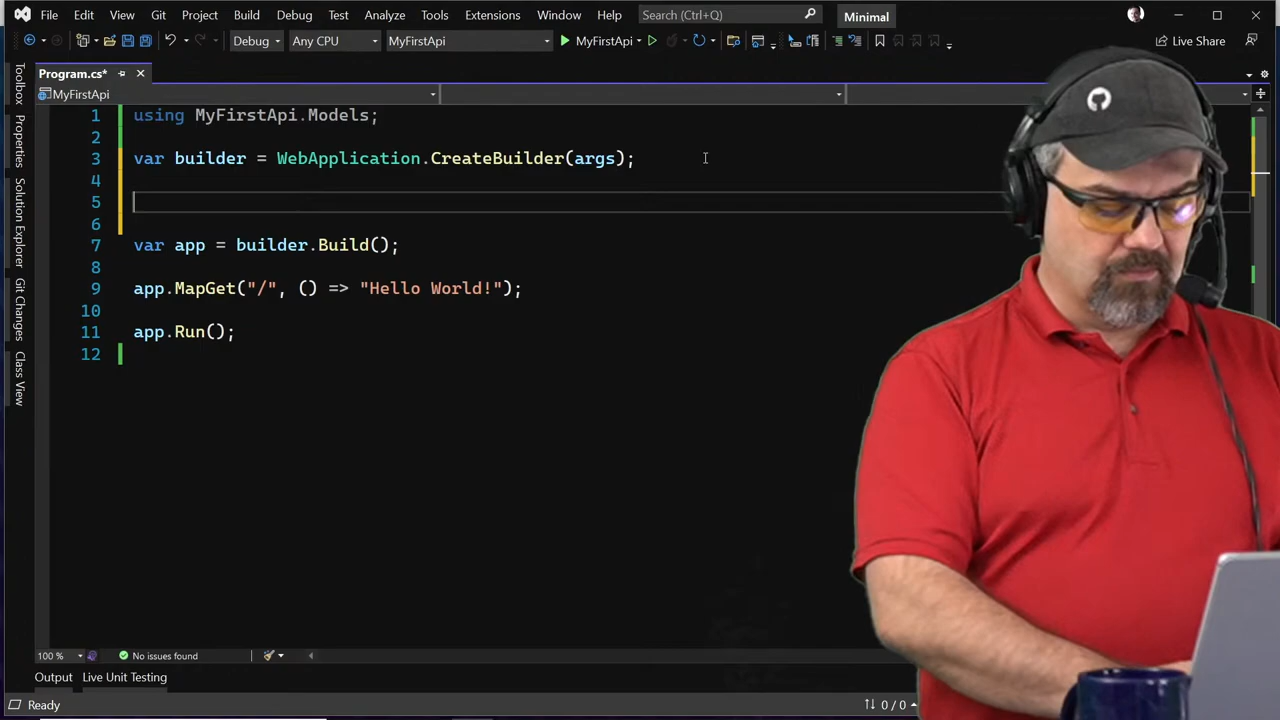 File Edit View Git Project Build Debug Test Analyze Tools Extensions Window Help Search (Ctrl+Q) Minimal
Debug Any CPU MyFirstApi MyFirstApi Live Share
Program.cs*
MyFirstApi
Toolbox
Properties
Solution Explorer
Git Changes
Class View
1 using MyFirstApi.Models;
2
3 var builder = WebApplication.CreateBuilder(args);
4
5
6
7 var app = builder.Build();
8
9 app.MapGet("/", () => "Hello World!");
10
11 app.Run();
12
100 % No issues found
Output Live Unit Testing
Ready 0 / 0